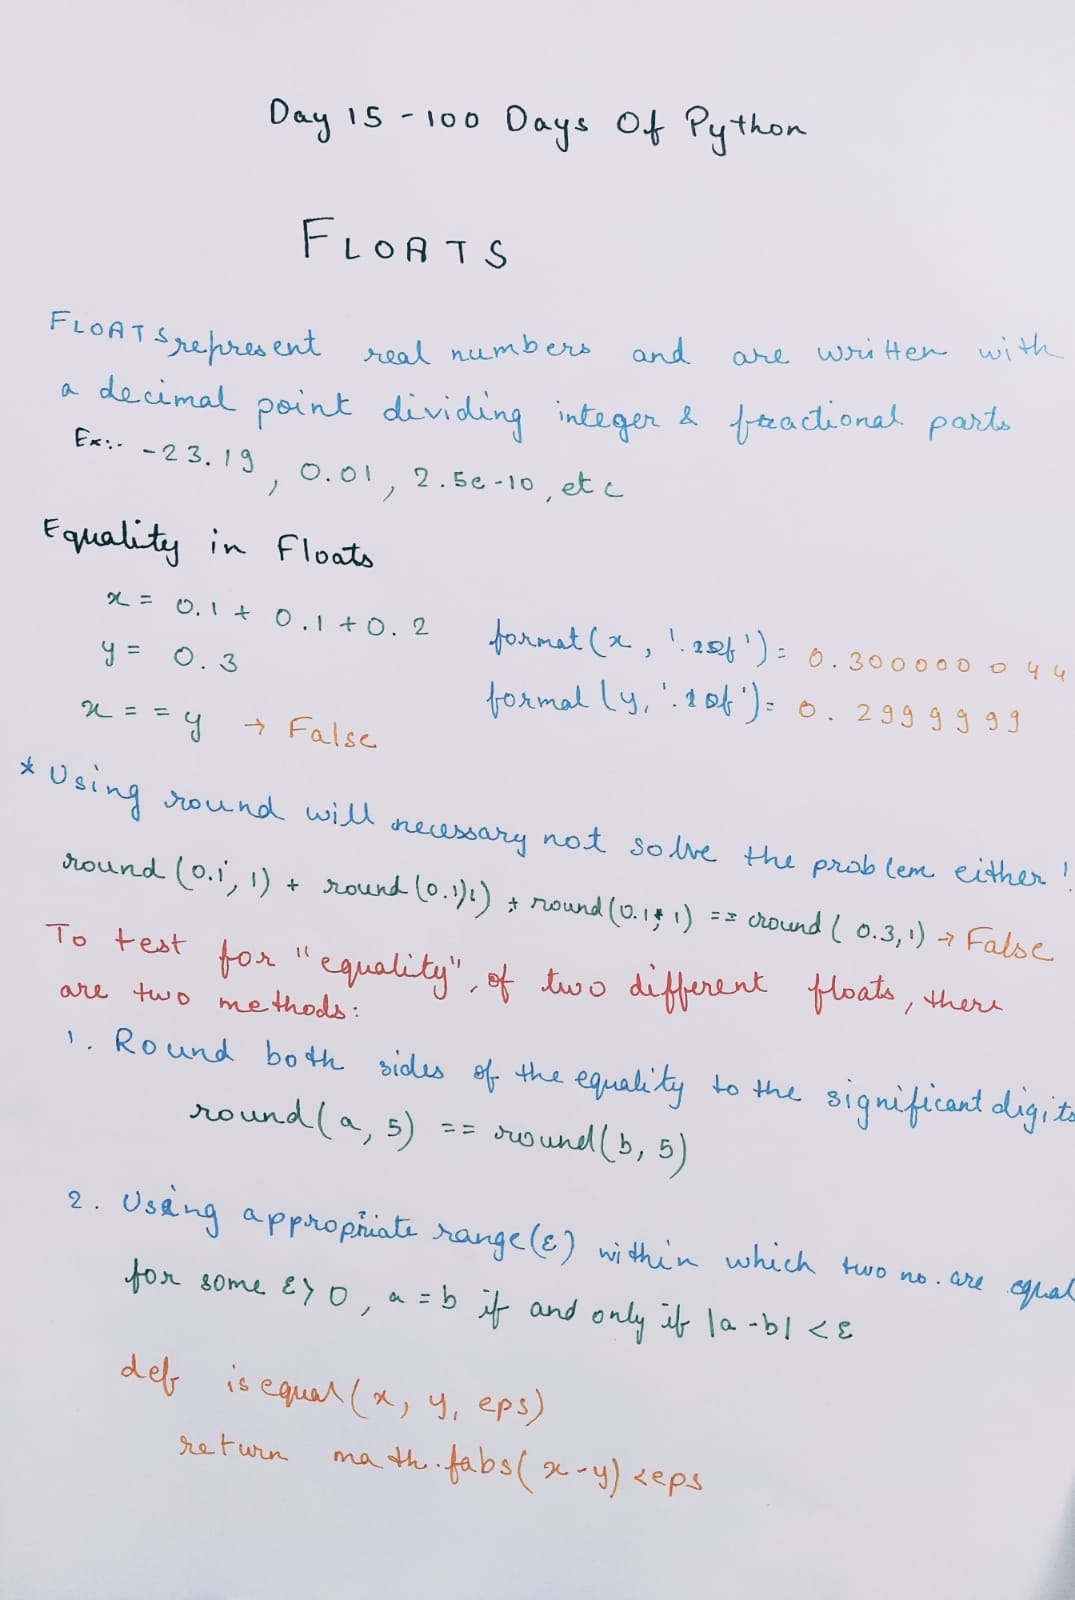 Day 15 - 100 Days Of Python
FLOATS
FLOATS represent real numbers and are written with
a decimal point dividing integer & fractional parts
Ex:- -23.19, 0.01, 2.5e-10, etc
Equality in Floats
x = 0.1 + 0.1 + 0.2
y = 0.3
x == y → False
format(x, '.20f') = 0.300000044
format(y, '.20f') = 0.2999999
* Using round will necessary not solve the problem either!
round(0.1, 1) + round(0.1, 1) + round(0.1, 1) == round(0.3, 1) → False
To test for "equality", of two different floats, there
are two methods:
1. Round both sides of the equality to the significant digits
round(a, 5) == round(b, 5)
2. Using appropriate range(ε) within which two no. are equal
for some ε > 0, a = b if and only if |a - b| < ε
def isequal(x, y, eps)
return math.fabs(x-y) < eps